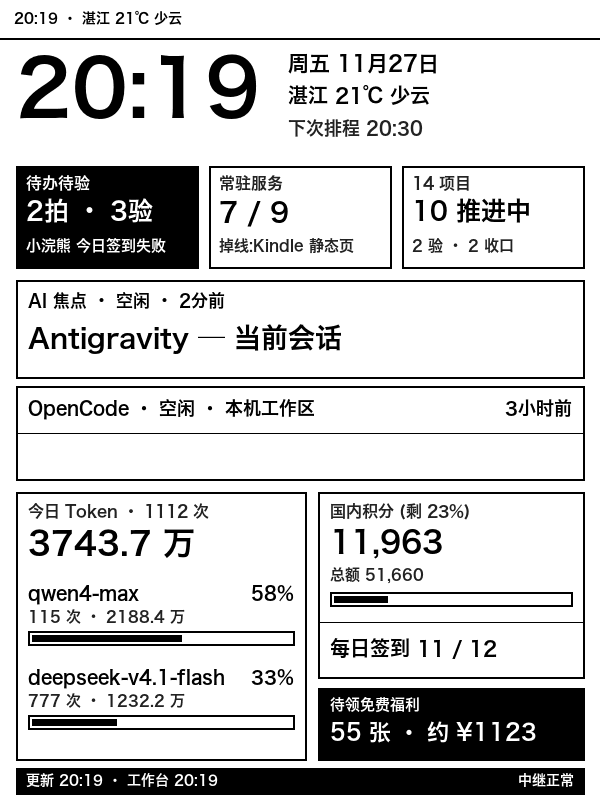 20:19 · 湛江 21℃ 少云
20:19
周五 11月27日
湛江 21℃ 少云
下次排程 20:30
待办待验
2拍 · 3验
小浣熊 今日签到失败
常驻服务
7 / 9
掉线:Kindle 静态页
14 项目
10 推进中
2 验 · 2 收口
AI 焦点 · 空闲 · 2分前
Antigravity — 当前会话
OpenCode · 空闲 · 本机工作区 3小时前
今日 Token · 1112 次
3743.7 万
qwen4-max 58%
115 次 · 2188.4 万
deepseek-v4.1-flash 33%
777 次 · 1232.2 万
国内积分 (剩 23%)
11,963
总额 51,660
每日签到 11 / 12
待领免费福利
55 张 · 约 ¥1123
更新 20:19 · 工作台 20:19 中继正常